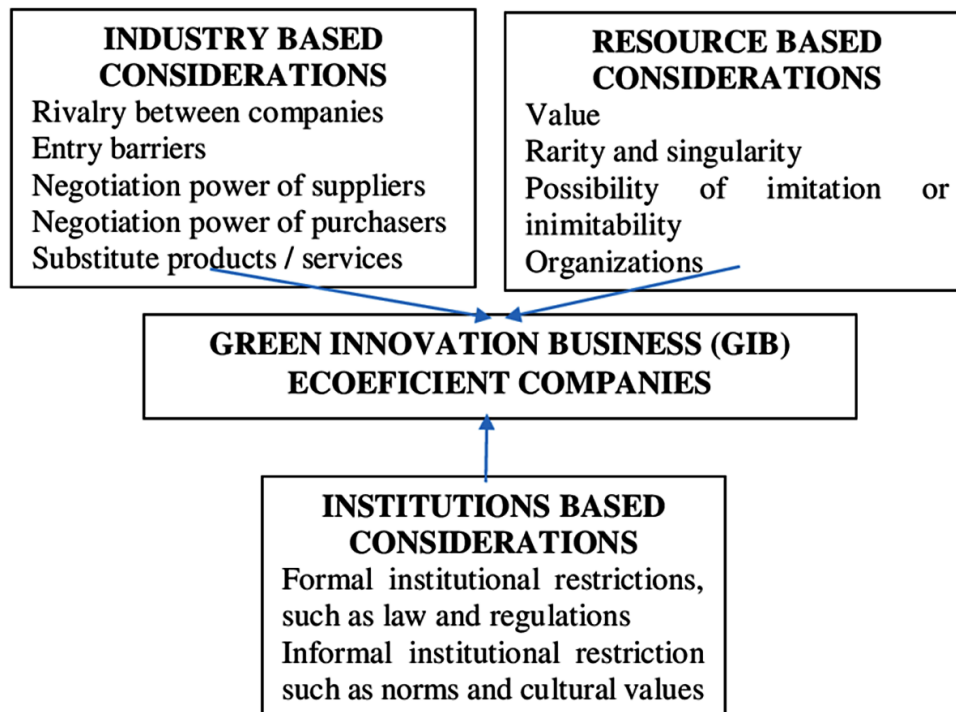 INDUSTRY BASED
CONSIDERATIONS
Rivalry between companies
Entry barriers
Negotiation power of suppliers
Negotiation power of purchasers
Substitute products / services
RESOURCE BASED
CONSIDERATIONS
Value
Rarity and singularity
Possibility of imitation or
inimitability
Organizations
GREEN INNOVATION BUSINESS (GIB)
ECOEFICIENT COMPANIES
INSTITUTIONS BASED
CONSIDERATIONS
Formal institutional restrictions,
such as law and regulations
Informal institutional restriction
such as norms and cultural values